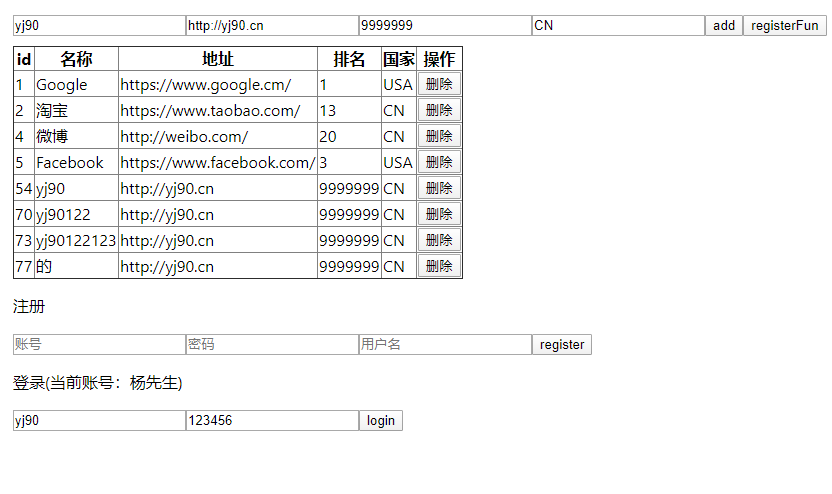 yj90 http://yj90.cn 9999999 CN add registerFun
id 名称 地址 排名 国家 操作
1 Google https://www.google.cm/ 1 USA 删除
2 淘宝 https://www.taobao.com/ 13 CN 删除
4 微博 http://weibo.com/ 20 CN 删除
5 Facebook https://www.facebook.com/ 3 USA 删除
54 yj90 http://yj90.cn 9999999 CN 删除
70 yj90122 http://yj90.cn 9999999 CN 删除
73 yj90122123 http://yj90.cn 9999999 CN 删除
77 的 http://yj90.cn 9999999 CN 删除
注册
账号 密码 用户名 register
登录(当前账号：杨先生)
yj90 123456 login